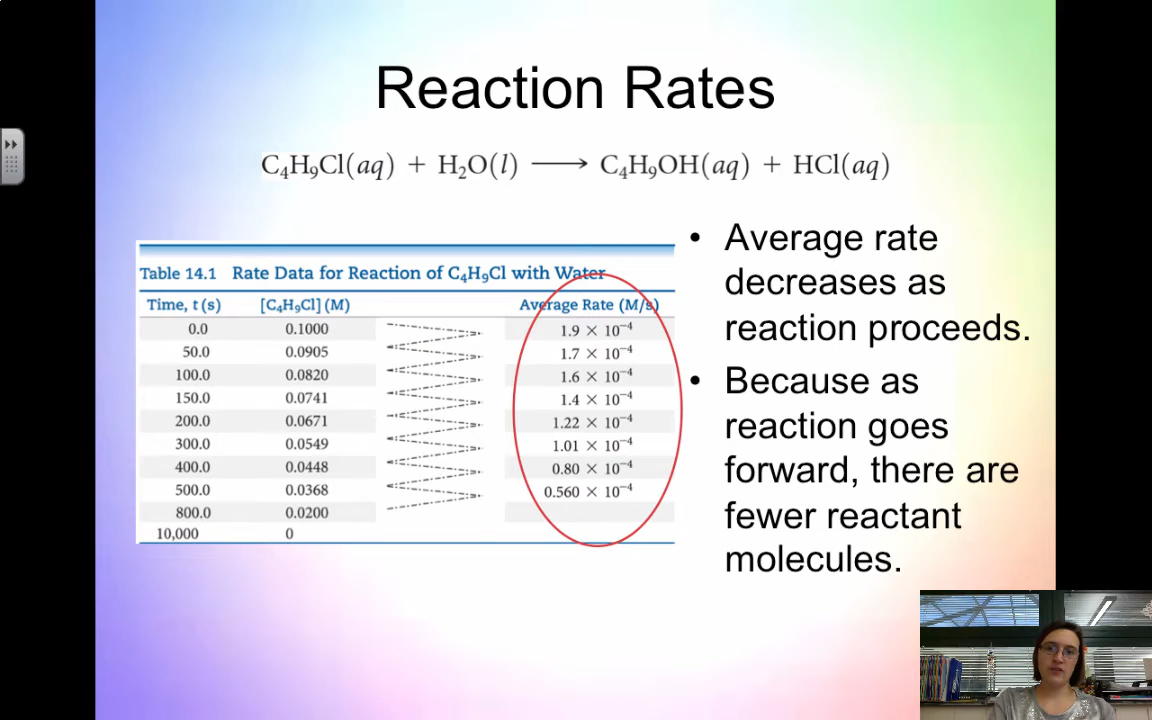 Reaction Rates
C₄H₉Cl(aq) + H₂O(l) ⟶ C₄H₉OH(aq) + HCl(aq)
Table 14.1 Rate Data for Reaction of C₄H₉Cl with Water
Time, t (s) [C₄H₉Cl] (M) Average Rate (M/s)
0.0 0.1000 1.9 × 10⁻⁴
50.0 0.0905 1.7 × 10⁻⁴
100.0 0.0820 1.6 × 10⁻⁴
150.0 0.0741 1.4 × 10⁻⁴
200.0 0.0671 1.22 × 10⁻⁴
300.0 0.0549 1.01 × 10⁻⁴
400.0 0.0448 0.80 × 10⁻⁴
500.0 0.0368 0.560 × 10⁻⁴
800.0 0.0200
10,000 0
• Average rate
decreases as
reaction proceeds.
• Because as
reaction goes
forward, there are
fewer reactant
molecules.